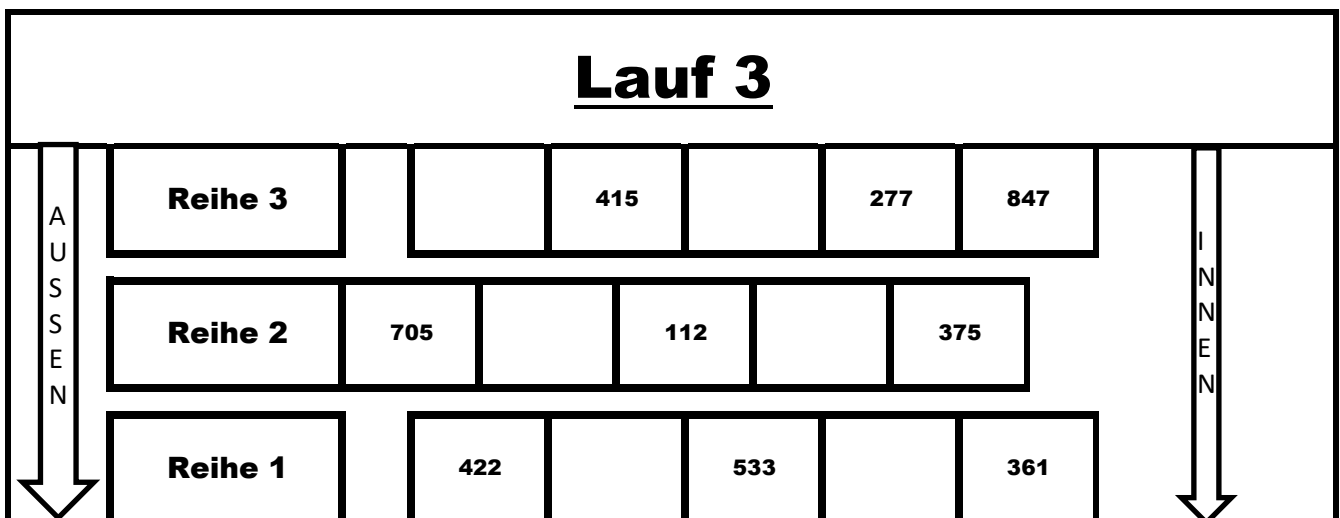 Lauf 3
AUSSEN
Reihe 3 415 277 847
INNEN
Reihe 2 705 112 375
Reihe 1 422 533 361